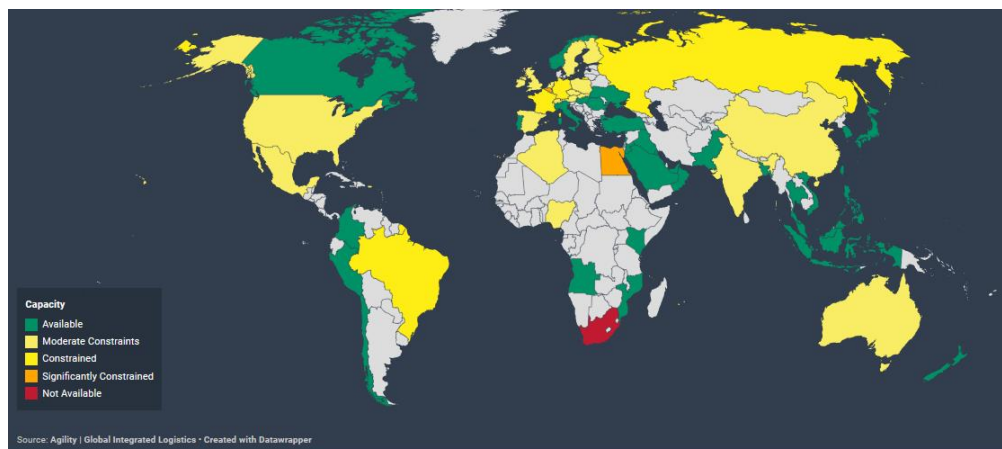 Capacity
Available
Moderate Constraints
Constrained
Significantly Constrained
Not Available
Source: Agility | Global Integrated Logistics • Created with Datawrapper